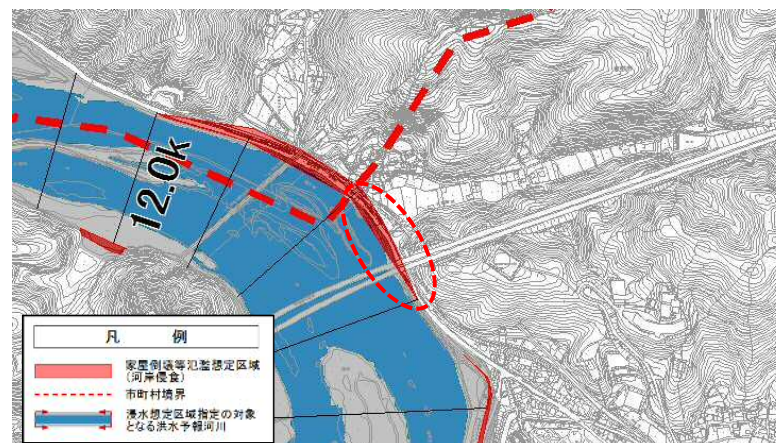 12.0k
凡 例
家屋倒壊等氾濫想定区域
(河岸侵食)
市町村境界
浸水想定区域指定の対象
となる洪水予報河川